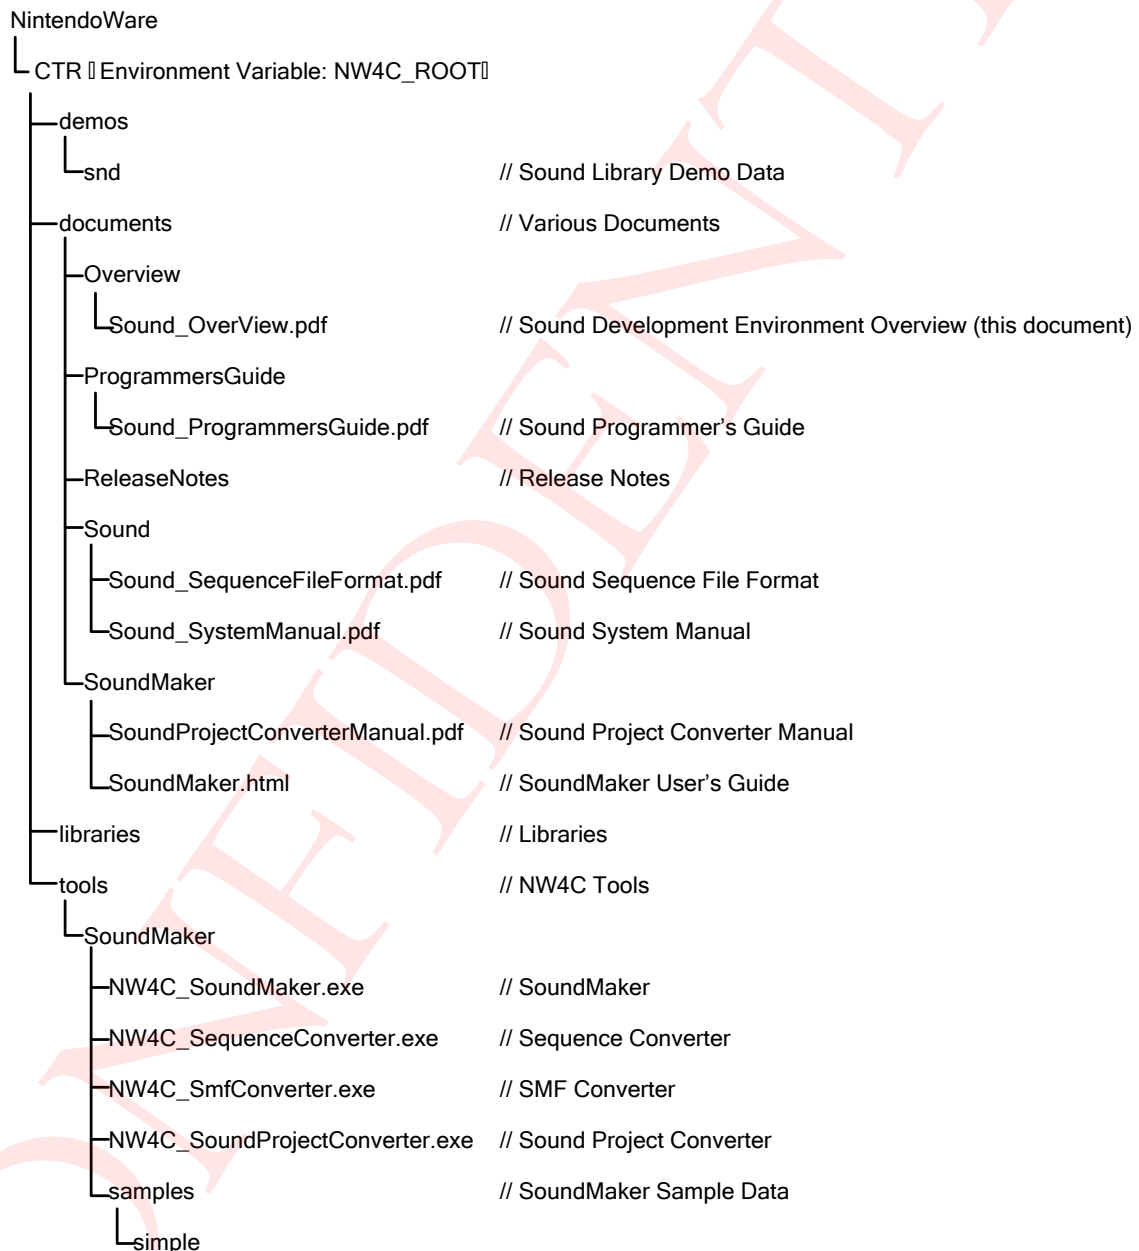 NintendoWare
CTR ▯Environment Variable: NW4C_ROOT▯
demos
snd // Sound Library Demo Data
documents // Various Documents
Overview
Sound_OverView.pdf // Sound Development Environment Overview (this document)
ProgrammersGuide
Sound_ProgrammersGuide.pdf // Sound Programmer’s Guide
ReleaseNotes // Release Notes
Sound
Sound_SequenceFileFormat.pdf // Sound Sequence File Format
Sound_SystemManual.pdf // Sound System Manual
SoundMaker
SoundProjectConverterManual.pdf // Sound Project Converter Manual
SoundMaker.html // SoundMaker User’s Guide
libraries // Libraries
tools // NW4C Tools
SoundMaker
NW4C_SoundMaker.exe // SoundMaker
NW4C_SequenceConverter.exe // Sequence Converter
NW4C_SmfConverter.exe // SMF Converter
NW4C_SoundProjectConverter.exe // Sound Project Converter
samples // SoundMaker Sample Data
simple